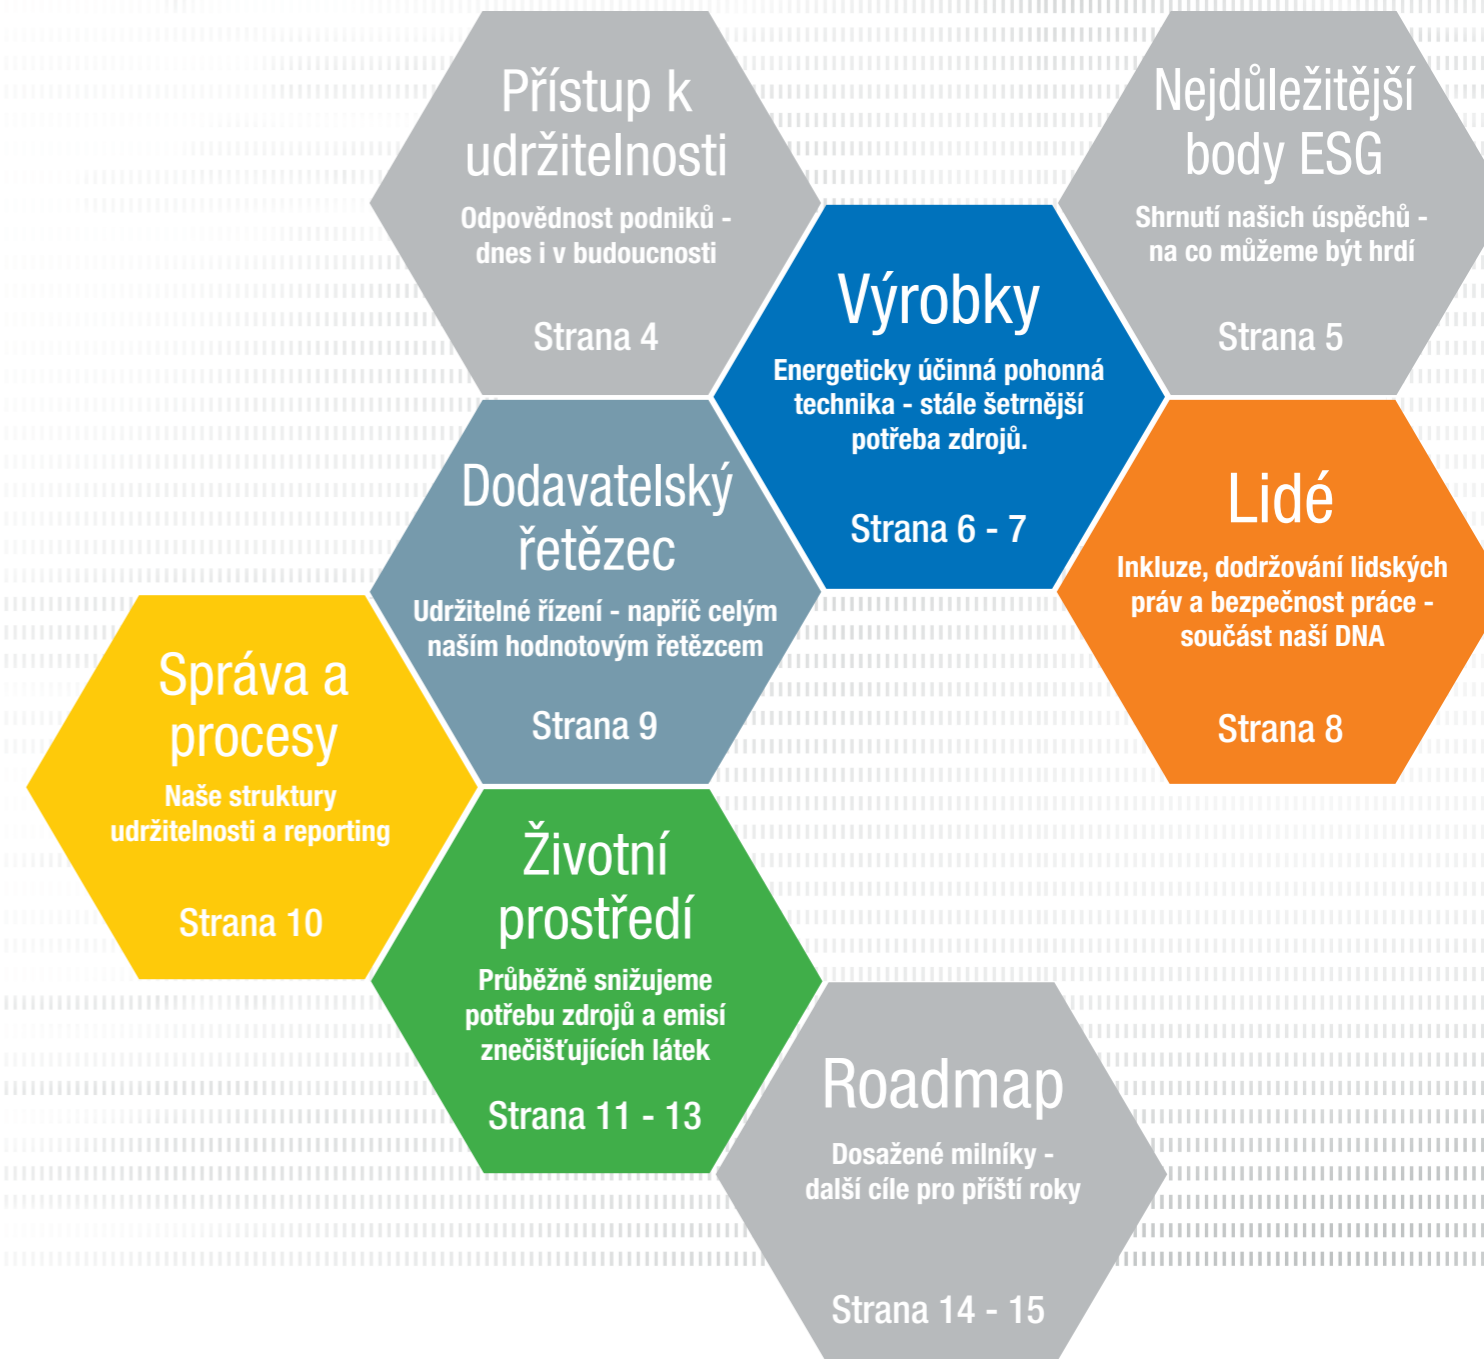 Přístup k
udržitelnosti
Odpovědnost podniků -
dnes i v budoucnosti
Strana 4
Nejdůležitější
body ESG
Shrnutí našich úspěchů -
na co můžeme být hrdí
Strana 5
Výrobky
Energeticky účinná pohonná
technika - stále šetrnější
potřeba zdrojů.
Strana 6 - 7
Lidé
Inkluze, dodržování lidských
práv a bezpečnost práce -
součást naší DNA
Strana 8
Dodavatelský
řetězec
Udržitelné řízení - napříč celým
naším hodnotovým řetězcem
Strana 9
Správa a
procesy
Naše struktury
udržitelnosti a reporting
Strana 10
Životní
prostředí
Průběžně snižujeme
potřebu zdrojů a emisí
znečišťujících látek
Strana 11 - 13
Roadmap
Dosažené milníky -
další cíle pro příští roky
Strana 14 - 15